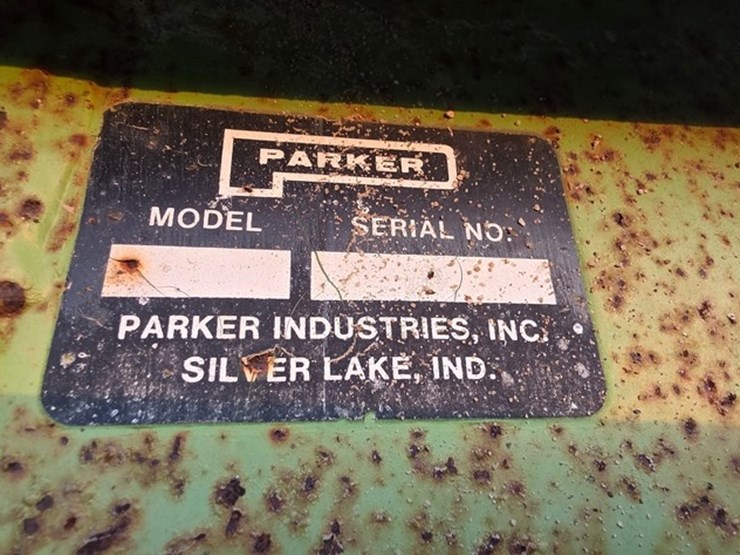 PARKER
MODEL SERIAL NO.
PARKER INDUSTRIES, INC.
SILVER LAKE, IND.